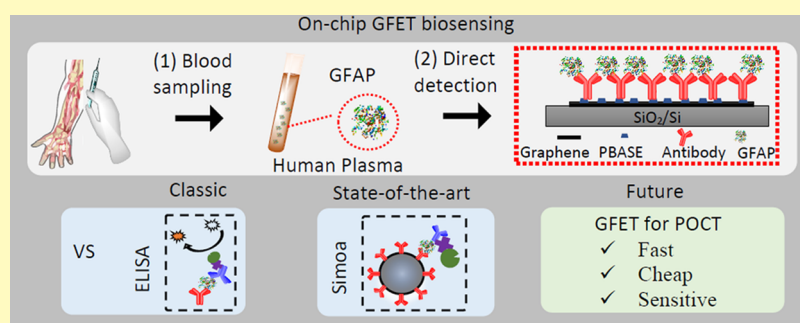 On-chip GFET biosensing
(1) Blood
sampling
GFAP
Human Plasma
(2) Direct
detection
SiO₂/Si
Graphene PBASE Antibody GFAP
Classic
State-of-the-art
Future
VS
ELISA
Simoa
GFET for POCT
✓ Fast
✓ Cheap
✓ Sensitive